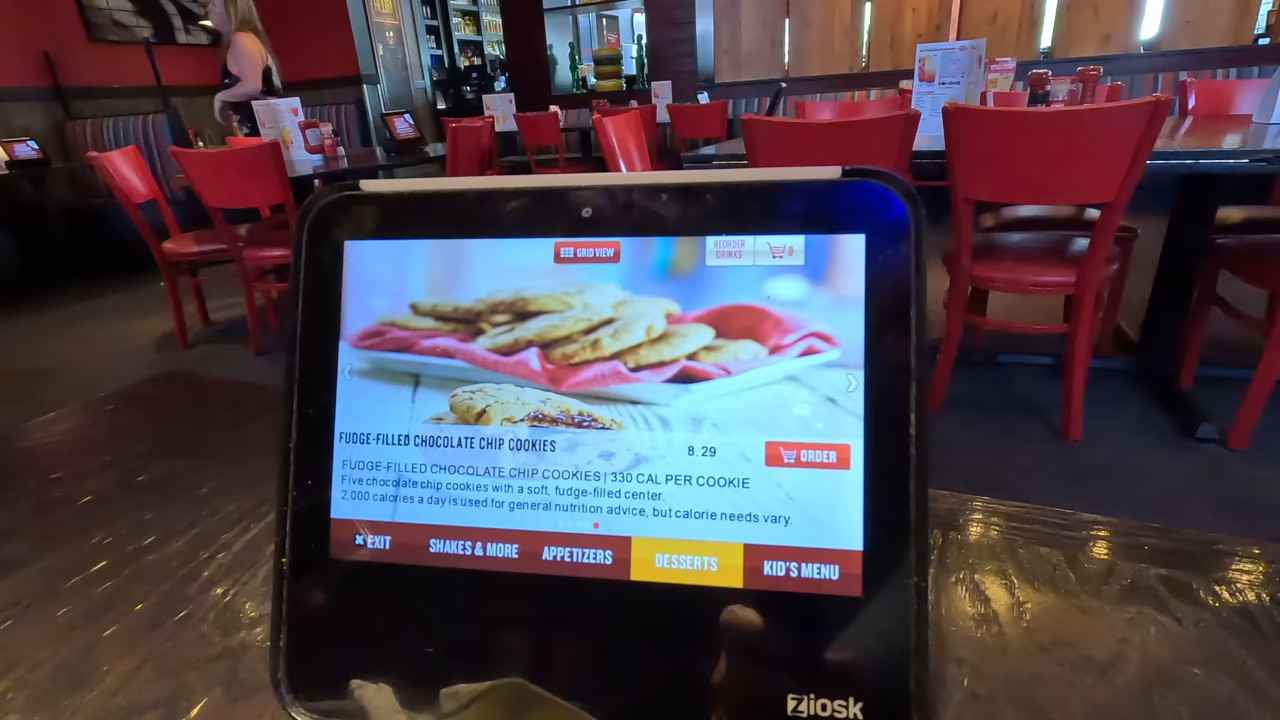 GRID VIEW
REORDER
DRINKS
0
FUDGE-FILLED CHOCOLATE CHIP COOKIES
8.29
ORDER
FUDGE-FILLED CHOCOLATE CHIP COOKIES | 330 CAL PER COOKIE
Five chocolate chip cookies with a soft, fudge-filled center.
2,000 calories a day is used for general nutrition advice, but calorie needs vary.
EXIT
SHAKES & MORE
APPETIZERS
DESSERTS
KID'S MENU
Ziosk